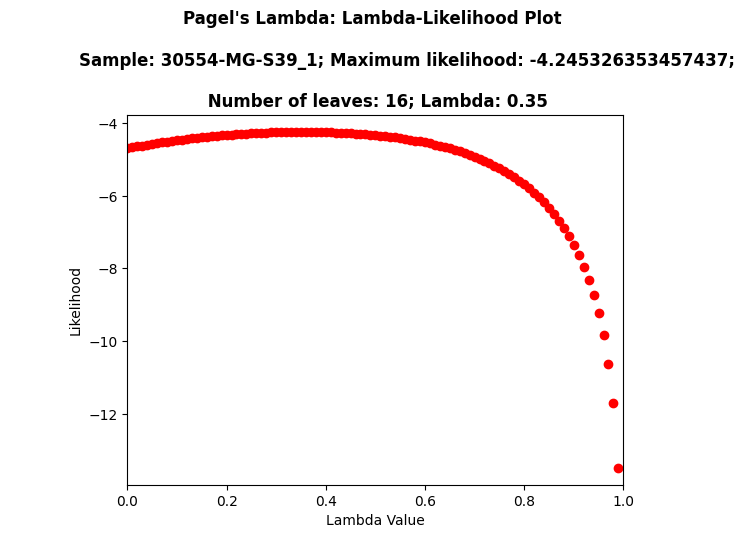 Pagel's Lambda: Lambda-Likelihood Plot
Sample: 30554-MG-S39_1; Maximum likelihood: -4.245326353457437;
Number of leaves: 16; Lambda: 0.35
−4
−6
−8
−10
−12
Likelihood
0.0 0.2 0.4 0.6 0.8 1.0
Lambda Value